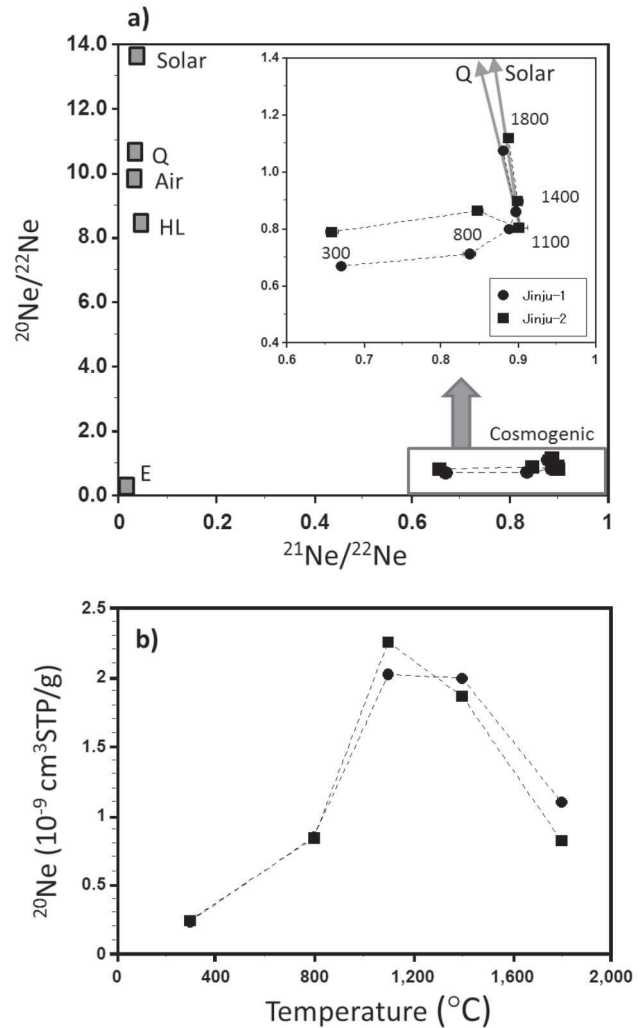 a)
14.0
12.0
10.0
8.0
6.0
4.0
2.0
0.0
²⁰Ne/²²Ne
Solar
Q
Air
HL
E
1.4
1.2
1.0
0.8
0.6
0.4
Q
Solar
1800
1400
1100
800
300
Jinju-1
Jinju-2
0.6
0.7
0.8
0.9
1
Cosmogenic
0
0.2
0.4
0.6
0.8
1
²¹Ne/²²Ne
b)
2.5
2
1.5
1
0.5
0
²⁰Ne (10⁻⁹ cm³STP/g)
0
400
800
1,200
1,600
2,000
Temperature (°C)